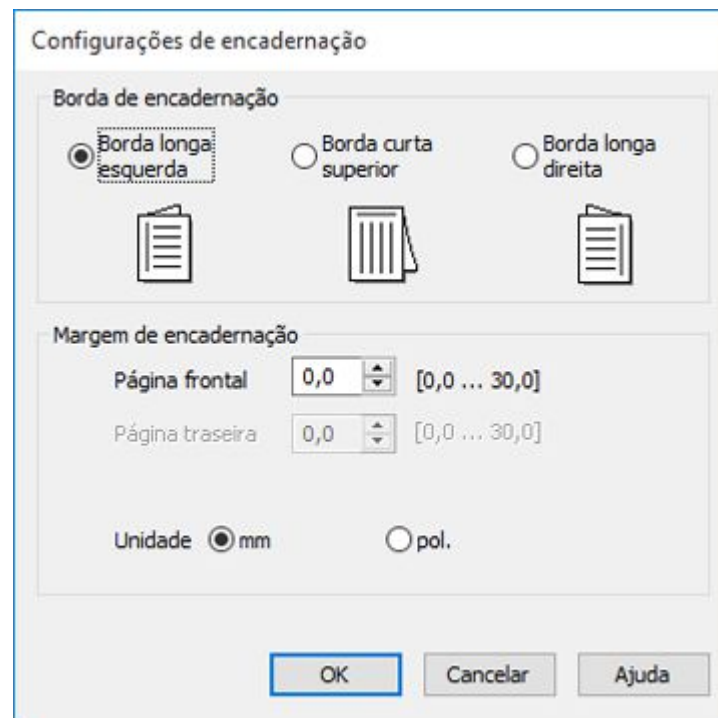 Configurações de encadernação
Borda de encadernação
Borda longa esquerda
Borda curta superior
Borda longa direita
Margem de encadernação
Página frontal 0,0 [0,0 ... 30,0]
Página traseira 0,0 [0,0 ... 30,0]
Unidade mm pol.
OK Cancelar Ajuda